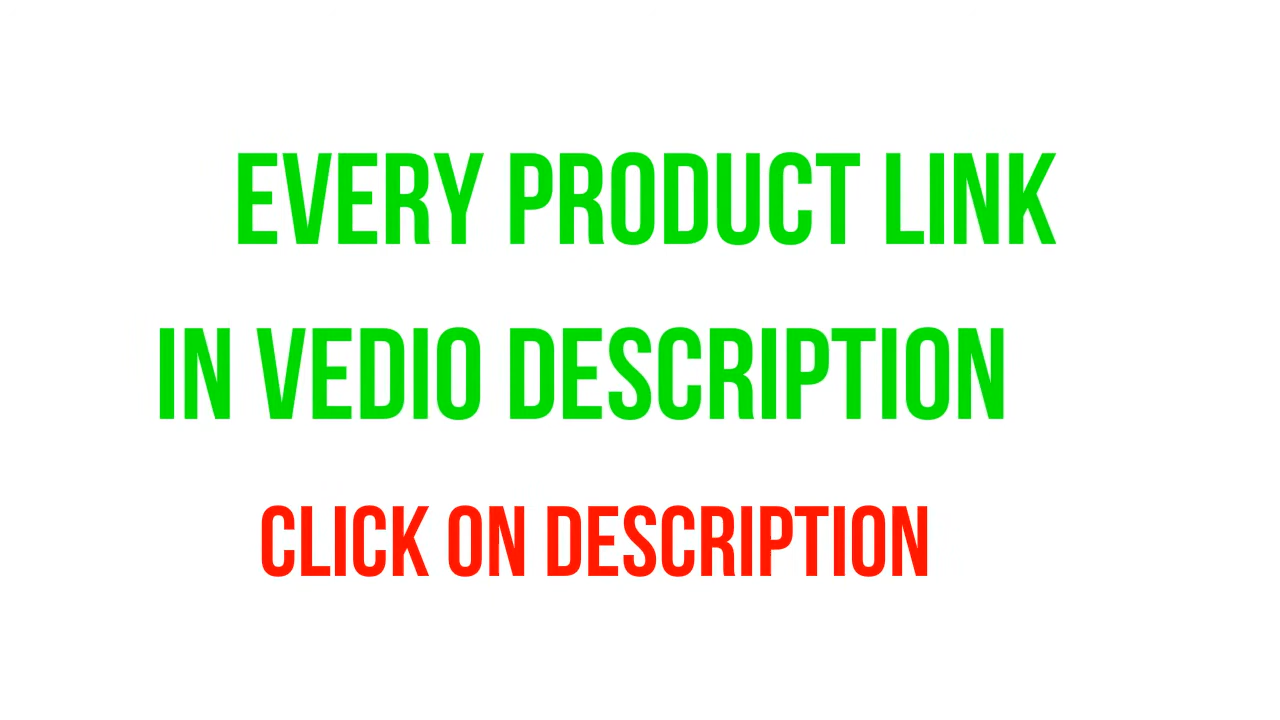 EVERY PRODUCT LINK
IN VEDIO DESCRIPTION
CLICK ON DESCRIPTION